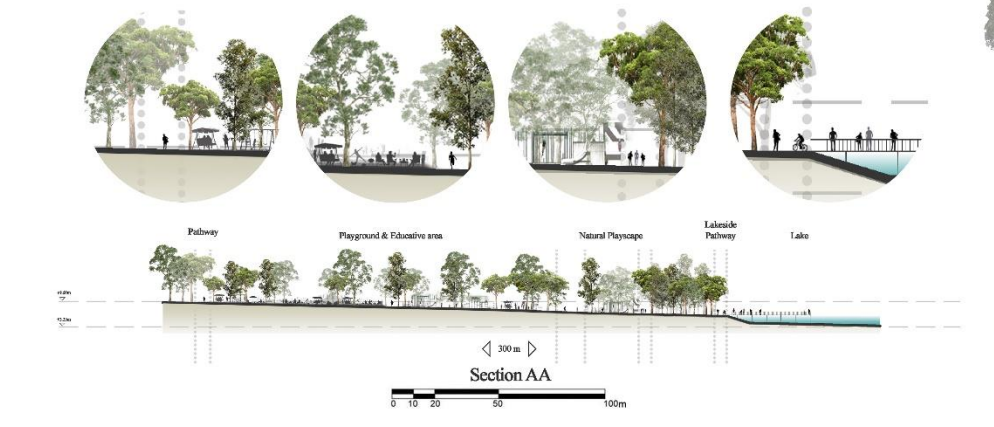 Pathway
Playground & Educative area
Natural Playscape
Lakeside
Pathway
Lake
300 m
Section AA
0 10 20 50 100m